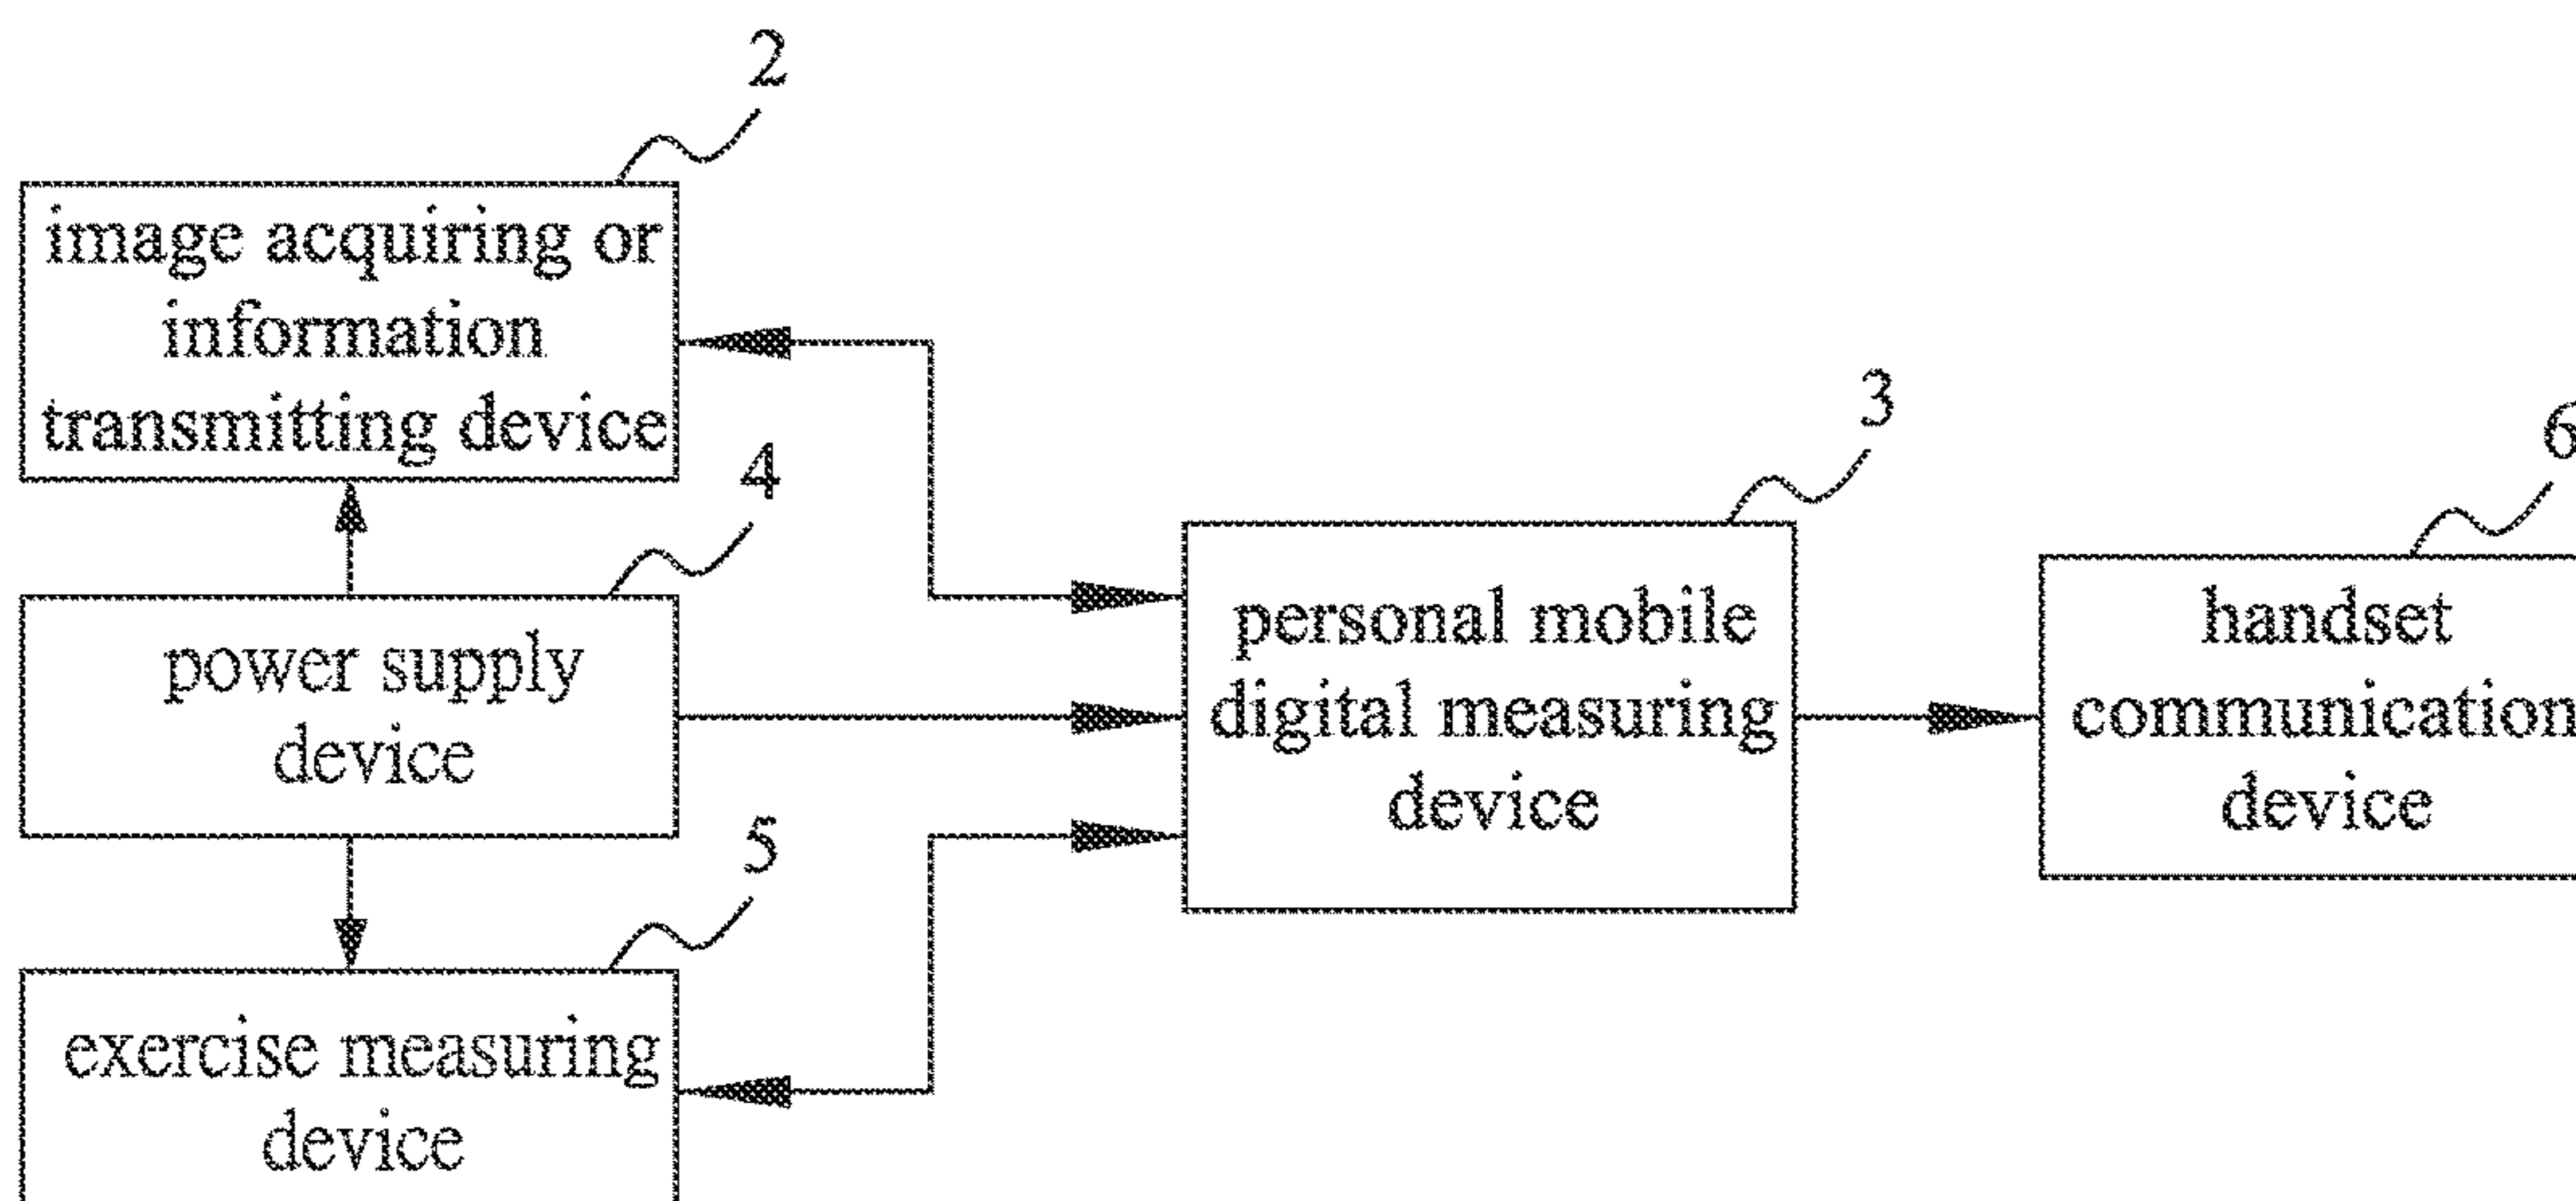 2
image acquiring or
information
transmitting device
4
power supply
device
5
exercise measuring
device
3
personal mobile
digital measuring
device
6
handset
communication
device